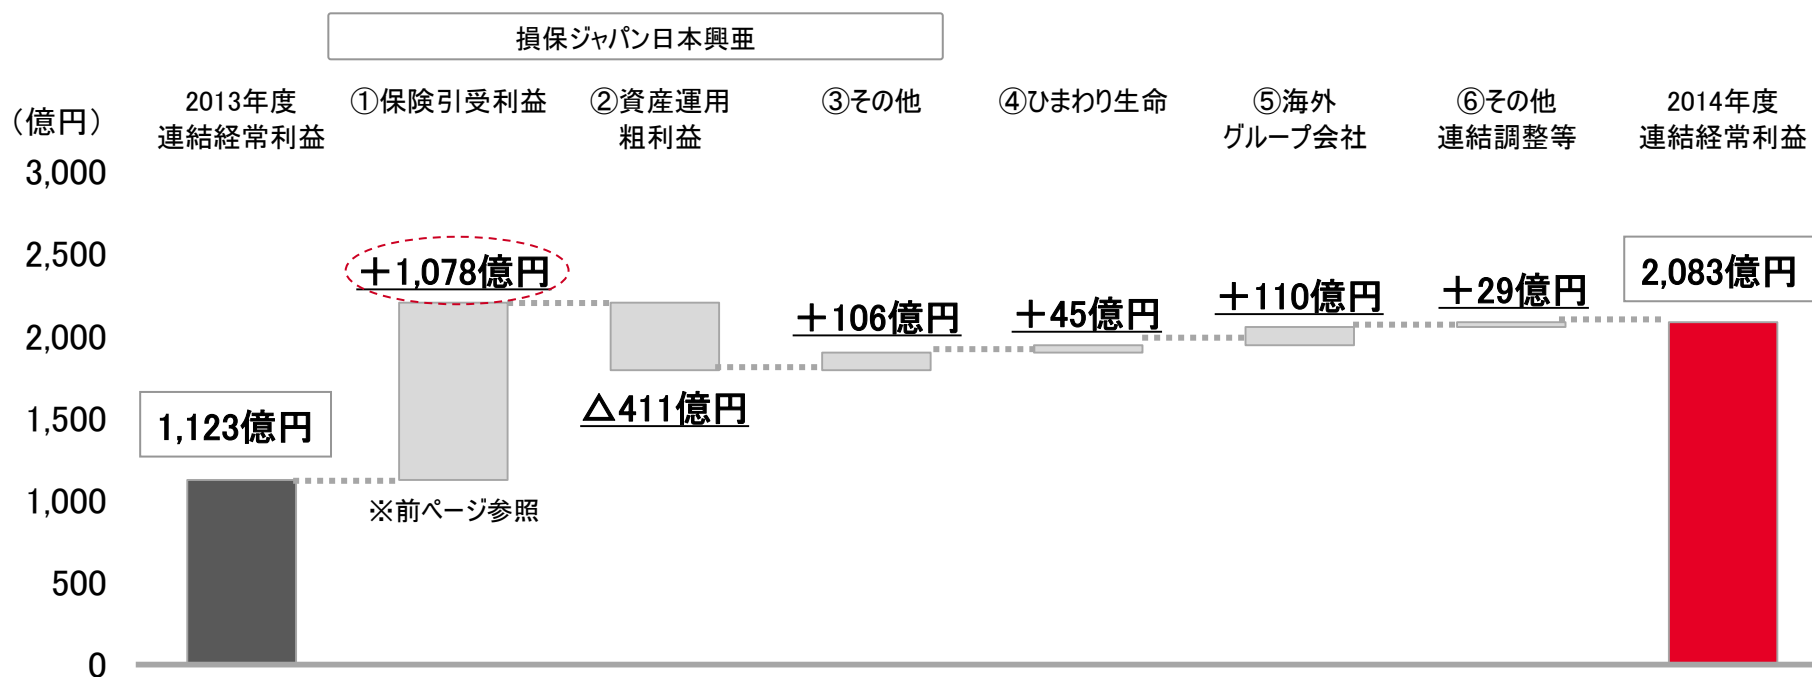 損保ジャパン日本興亜
（億円）
2013年度
連結経常利益
①保険引受利益
②資産運用
粗利益
③その他
④ひまわり生命
⑤海外
グループ会社
⑥その他
連結調整等
2014年度
連結経常利益
3,000
2,500
2,000
1,500
1,000
500
0
1,123億円
＋1,078億円
※前ページ参照
△411億円
＋106億円
＋45億円
＋110億円
＋29億円
2,083億円